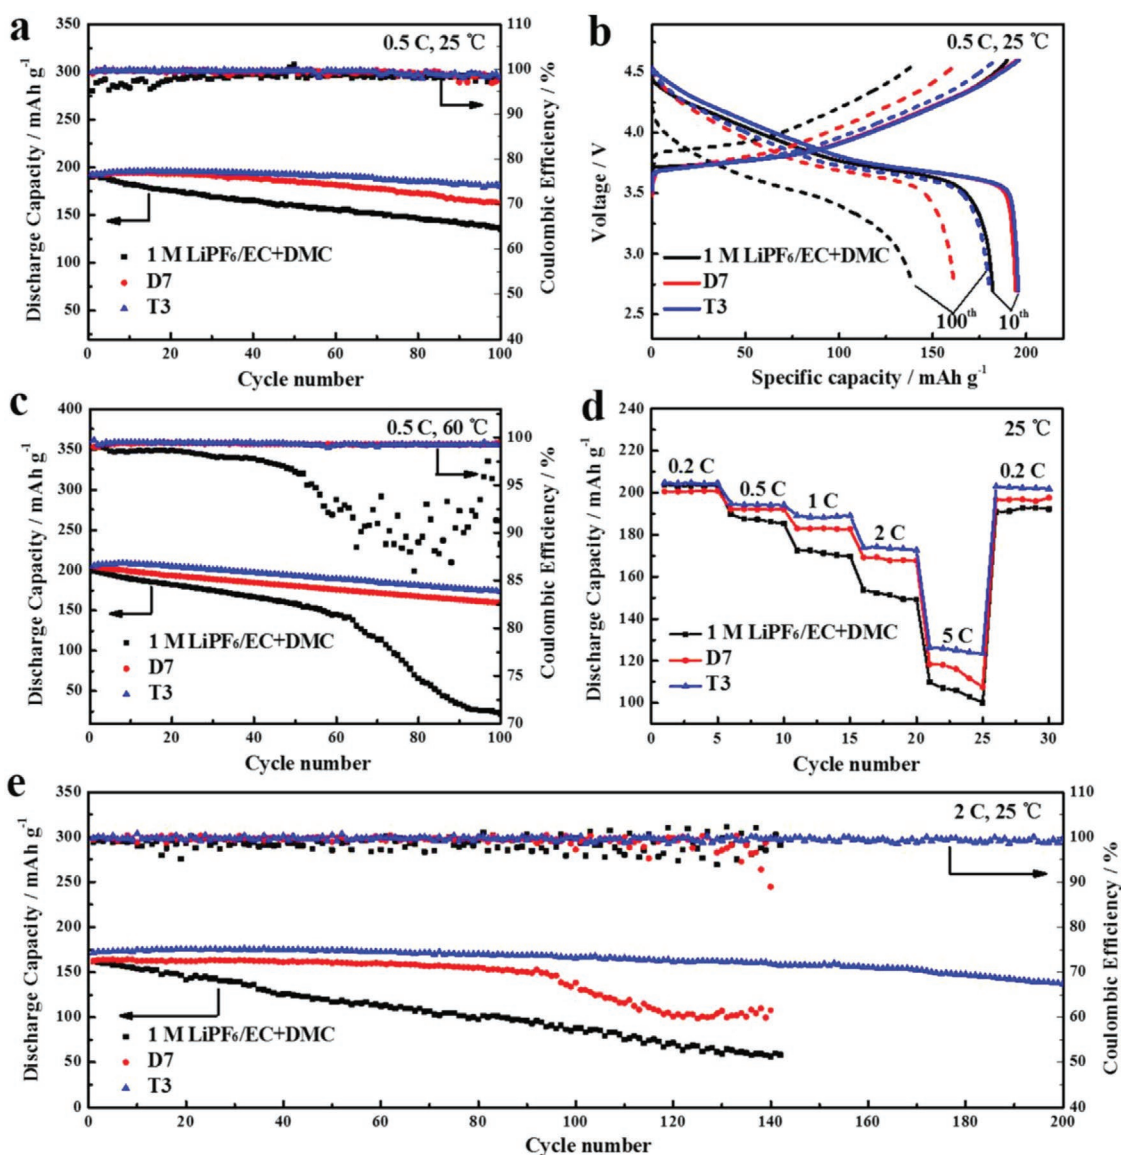 a
0.5 C, 25 ℃
Discharge Capacity / mAh g⁻¹
350
300
250
200
150
100
50
110
100
90
80
70
60
50
40
Coulombic Efficiency / %
1 M LiPF₆/EC+DMC
D7
T3
0 20 40 60 80 100
Cycle number
b
0.5 C, 25 ℃
Voltage / V
4.5
4.0
3.5
3.0
2.5
1 M LiPF₆/EC+DMC
D7
T3
100th
10th
0 50 100 150 200
Specific capacity / mAh g⁻¹
c
0.5 C, 60 ℃
Discharge Capacity / mAh g⁻¹
400
350
300
250
200
150
100
50
100
95
90
85
80
75
70
Coulombic Efficiency / %
1 M LiPF₆/EC+DMC
D7
T3
0 20 40 60 80 100
Cycle number
d
25 ℃
Discharge Capacity / mAh g⁻¹
240
220
200
180
160
140
120
100
0.2 C
0.5 C
1 C
2 C
5 C
0.2 C
1 M LiPF₆/EC+DMC
D7
T3
0 5 10 15 20 25 30
Cycle number
e
2 C, 25 ℃
Discharge Capacity / mAh g⁻¹
350
300
250
200
150
100
50
0
110
100
90
80
70
60
50
40
Coulombic Efficiency / %
1 M LiPF₆/EC+DMC
D7
T3
0 20 40 60 80 100 120 140 160 180 200
Cycle number